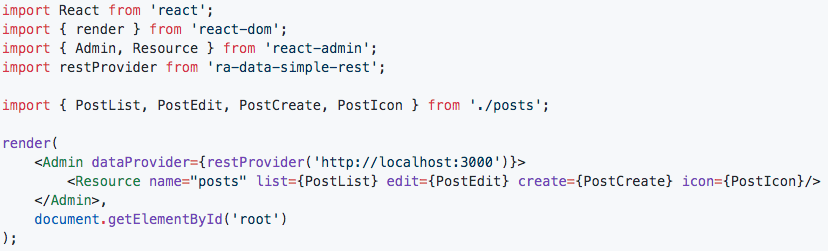 import React from 'react';
import { render } from 'react-dom';
import { Admin, Resource } from 'react-admin';
import restProvider from 'ra-data-simple-rest';

import { PostList, PostEdit, PostCreate, PostIcon } from './posts';

render(
    <Admin dataProvider={restProvider('http://localhost:3000')}>
        <Resource name="posts" list={PostList} edit={PostEdit} create={PostCreate} icon={PostIcon}/>
    </Admin>,
    document.getElementById('root')
);